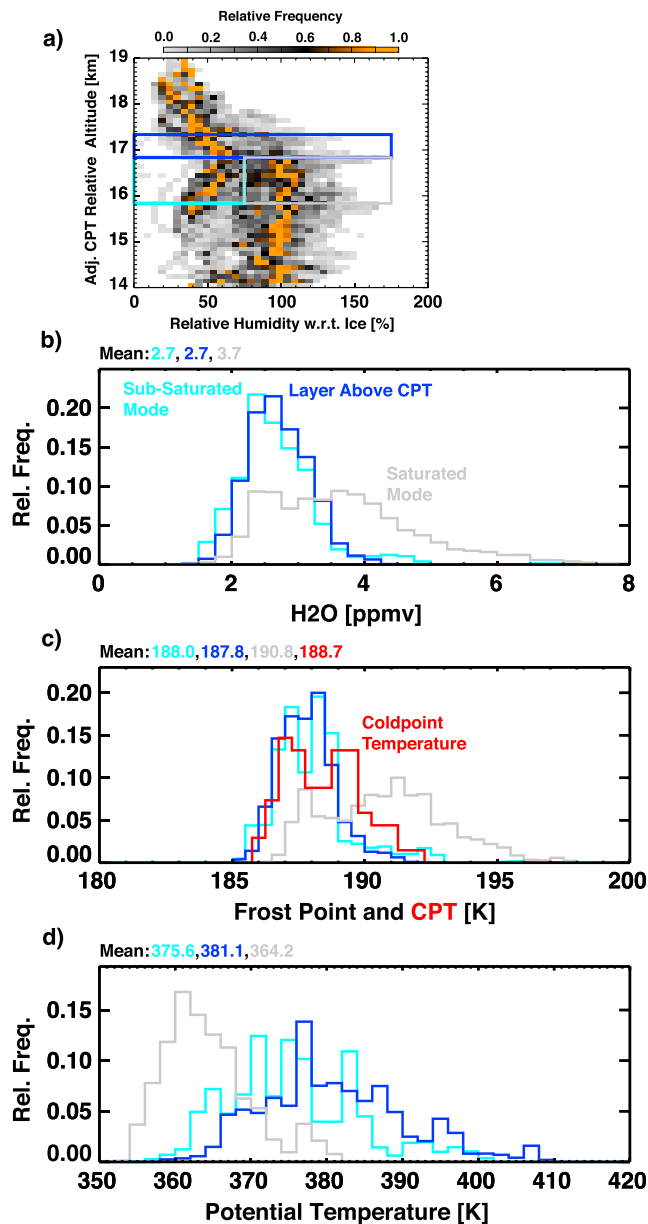 Relative Frequency
a)
0.0 0.2 0.4 0.6 0.8 1.0
Adj. CPT Relative Altitude [km]
19
18
17
16
15
14
0 50 100 150 200
Relative Humidity w.r.t. Ice [%]
b)
Mean:2.7, 2.7, 3.7
Sub-Saturated
Mode
Layer Above CPT
Saturated
Mode
Rel. Freq.
0.20
0.15
0.10
0.05
0.00
0 2 4 6 8
H2O [ppmv]
c)
Mean:188.0,187.8,190.8,188.7
Coldpoint
Temperature
Rel. Freq.
0.20
0.15
0.10
0.05
0.00
180 185 190 195 200
Frost Point and CPT [K]
d)
Mean:375.6,381.1,364.2
Rel. Freq.
0.15
0.10
0.05
0.00
350 360 370 380 390 400 410 420
Potential Temperature [K]